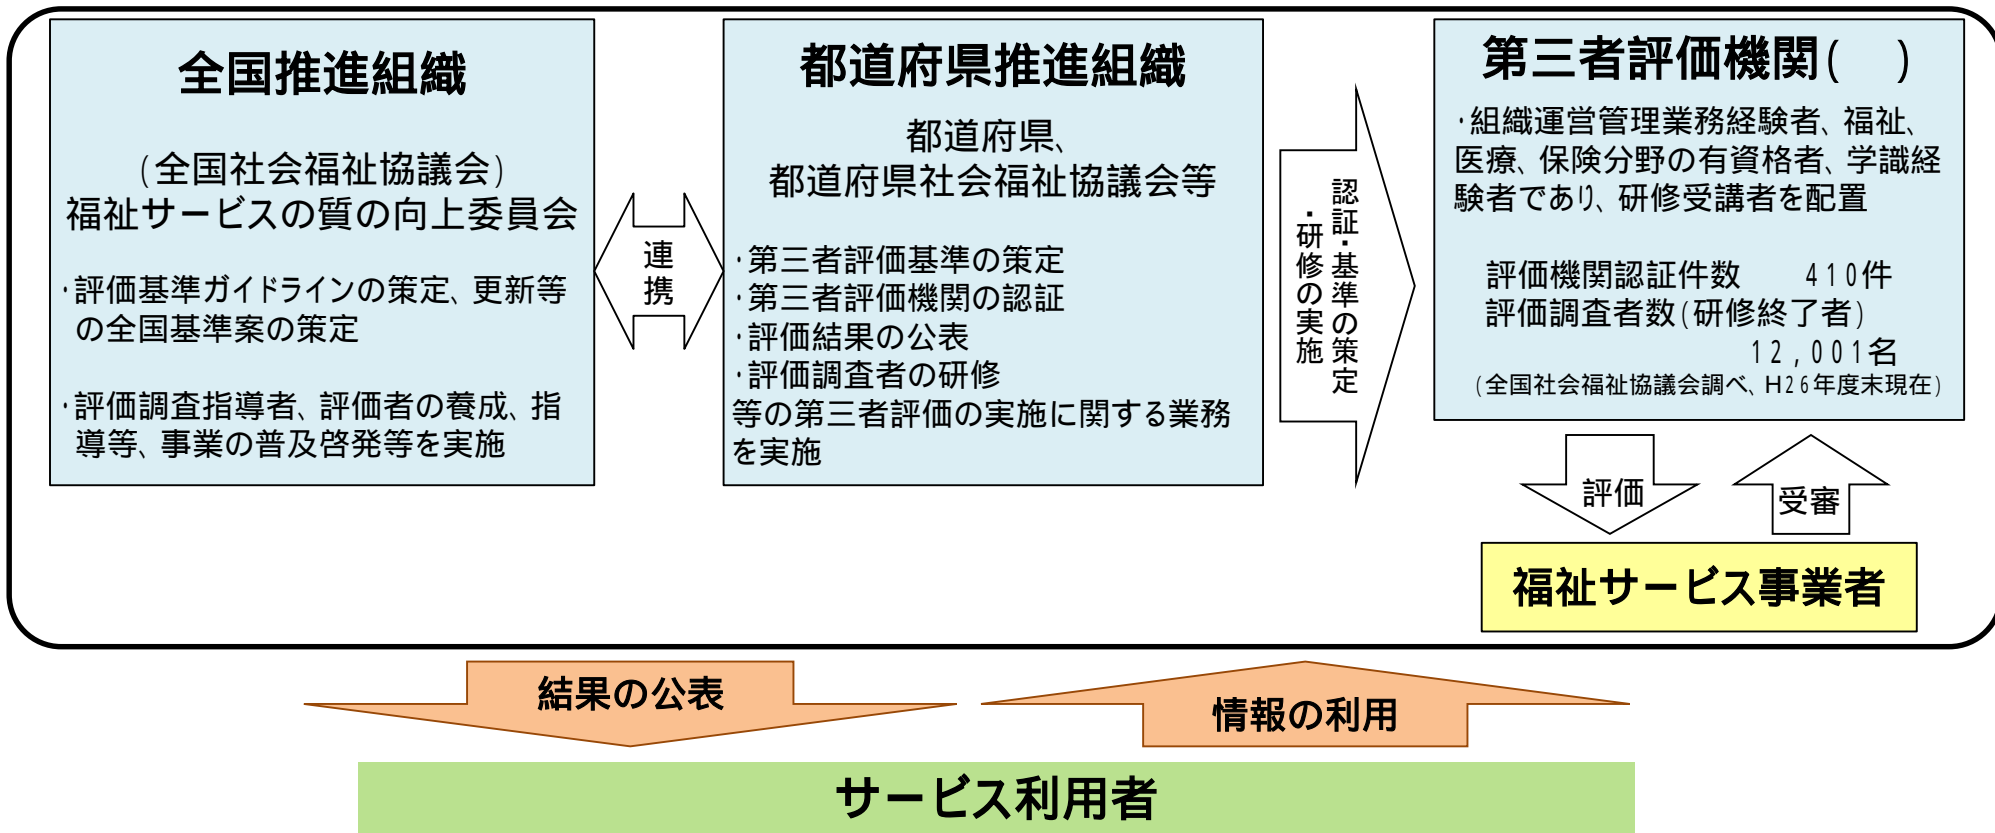 全国推進組織
(全国社会福祉協議会)
福祉サービスの質の向上委員会
・評価基準ガイドラインの策定、更新等
の全国基準案の策定
・評価調査指導者、評価者の養成、指
導等、事業の普及啓発等を実施
連携
都道府県推進組織
都道府県、
都道府県社会福祉協議会等
・第三者評価基準の策定
・第三者評価機関の認証
・評価結果の公表
・評価調査者の研修
等の第三者評価の実施に関する業務
を実施
認証・基準の策定
・研修の実施
第三者評価機関(　)
・組織運営管理業務経験者、福祉、
医療、保険分野の有資格者、学識経
験者であり、研修受講者を配置
評価機関認証件数　410件
評価調査者数(研修終了者)
12,001名
(全国社会福祉協議会調べ、H26年度末現在)
評価
受審
福祉サービス事業者
結果の公表
情報の利用
サービス利用者